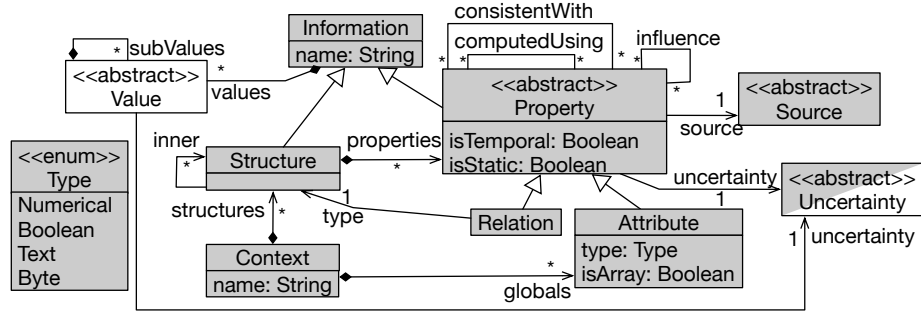 consistentWith
Information
name: String
computedUsing
influence
* subValues
* * * * *
<<abstract>>
Value
*
values
<<abstract>>
Property
*
1
source
<<abstract>>
Source
isTemporal: Boolean
isStatic: Boolean
inner
*
Structure
properties
*
<<enum>>
Type
Numerical
Boolean
Text
Byte
structures
*
1
type
Relation
Attribute
type: Type
isArray: Boolean
uncertainty
1
<<abstract>>
Uncertainty
1 uncertainty
Context
name: String
*
globals